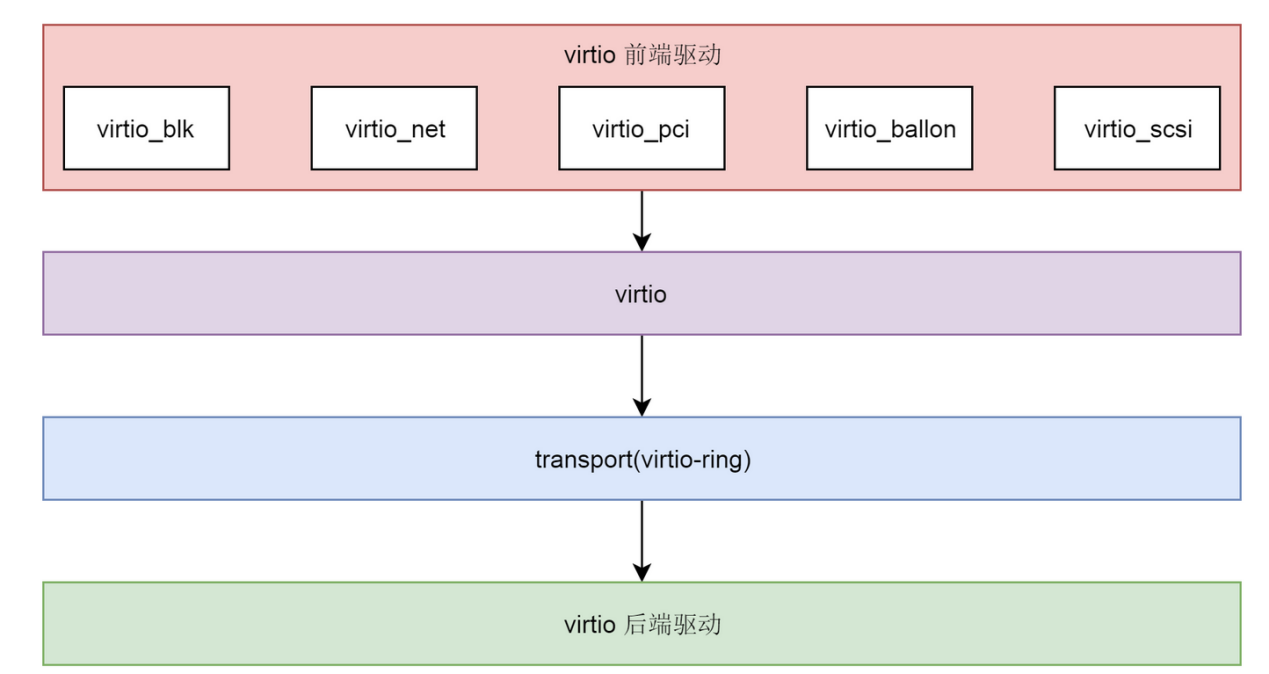 virtio 前端驱动
virtio_blk
virtio_net
virtio_pci
virtio_ballon
virtio_scsi
virtio
transport(virtio-ring)
virtio 后端驱动